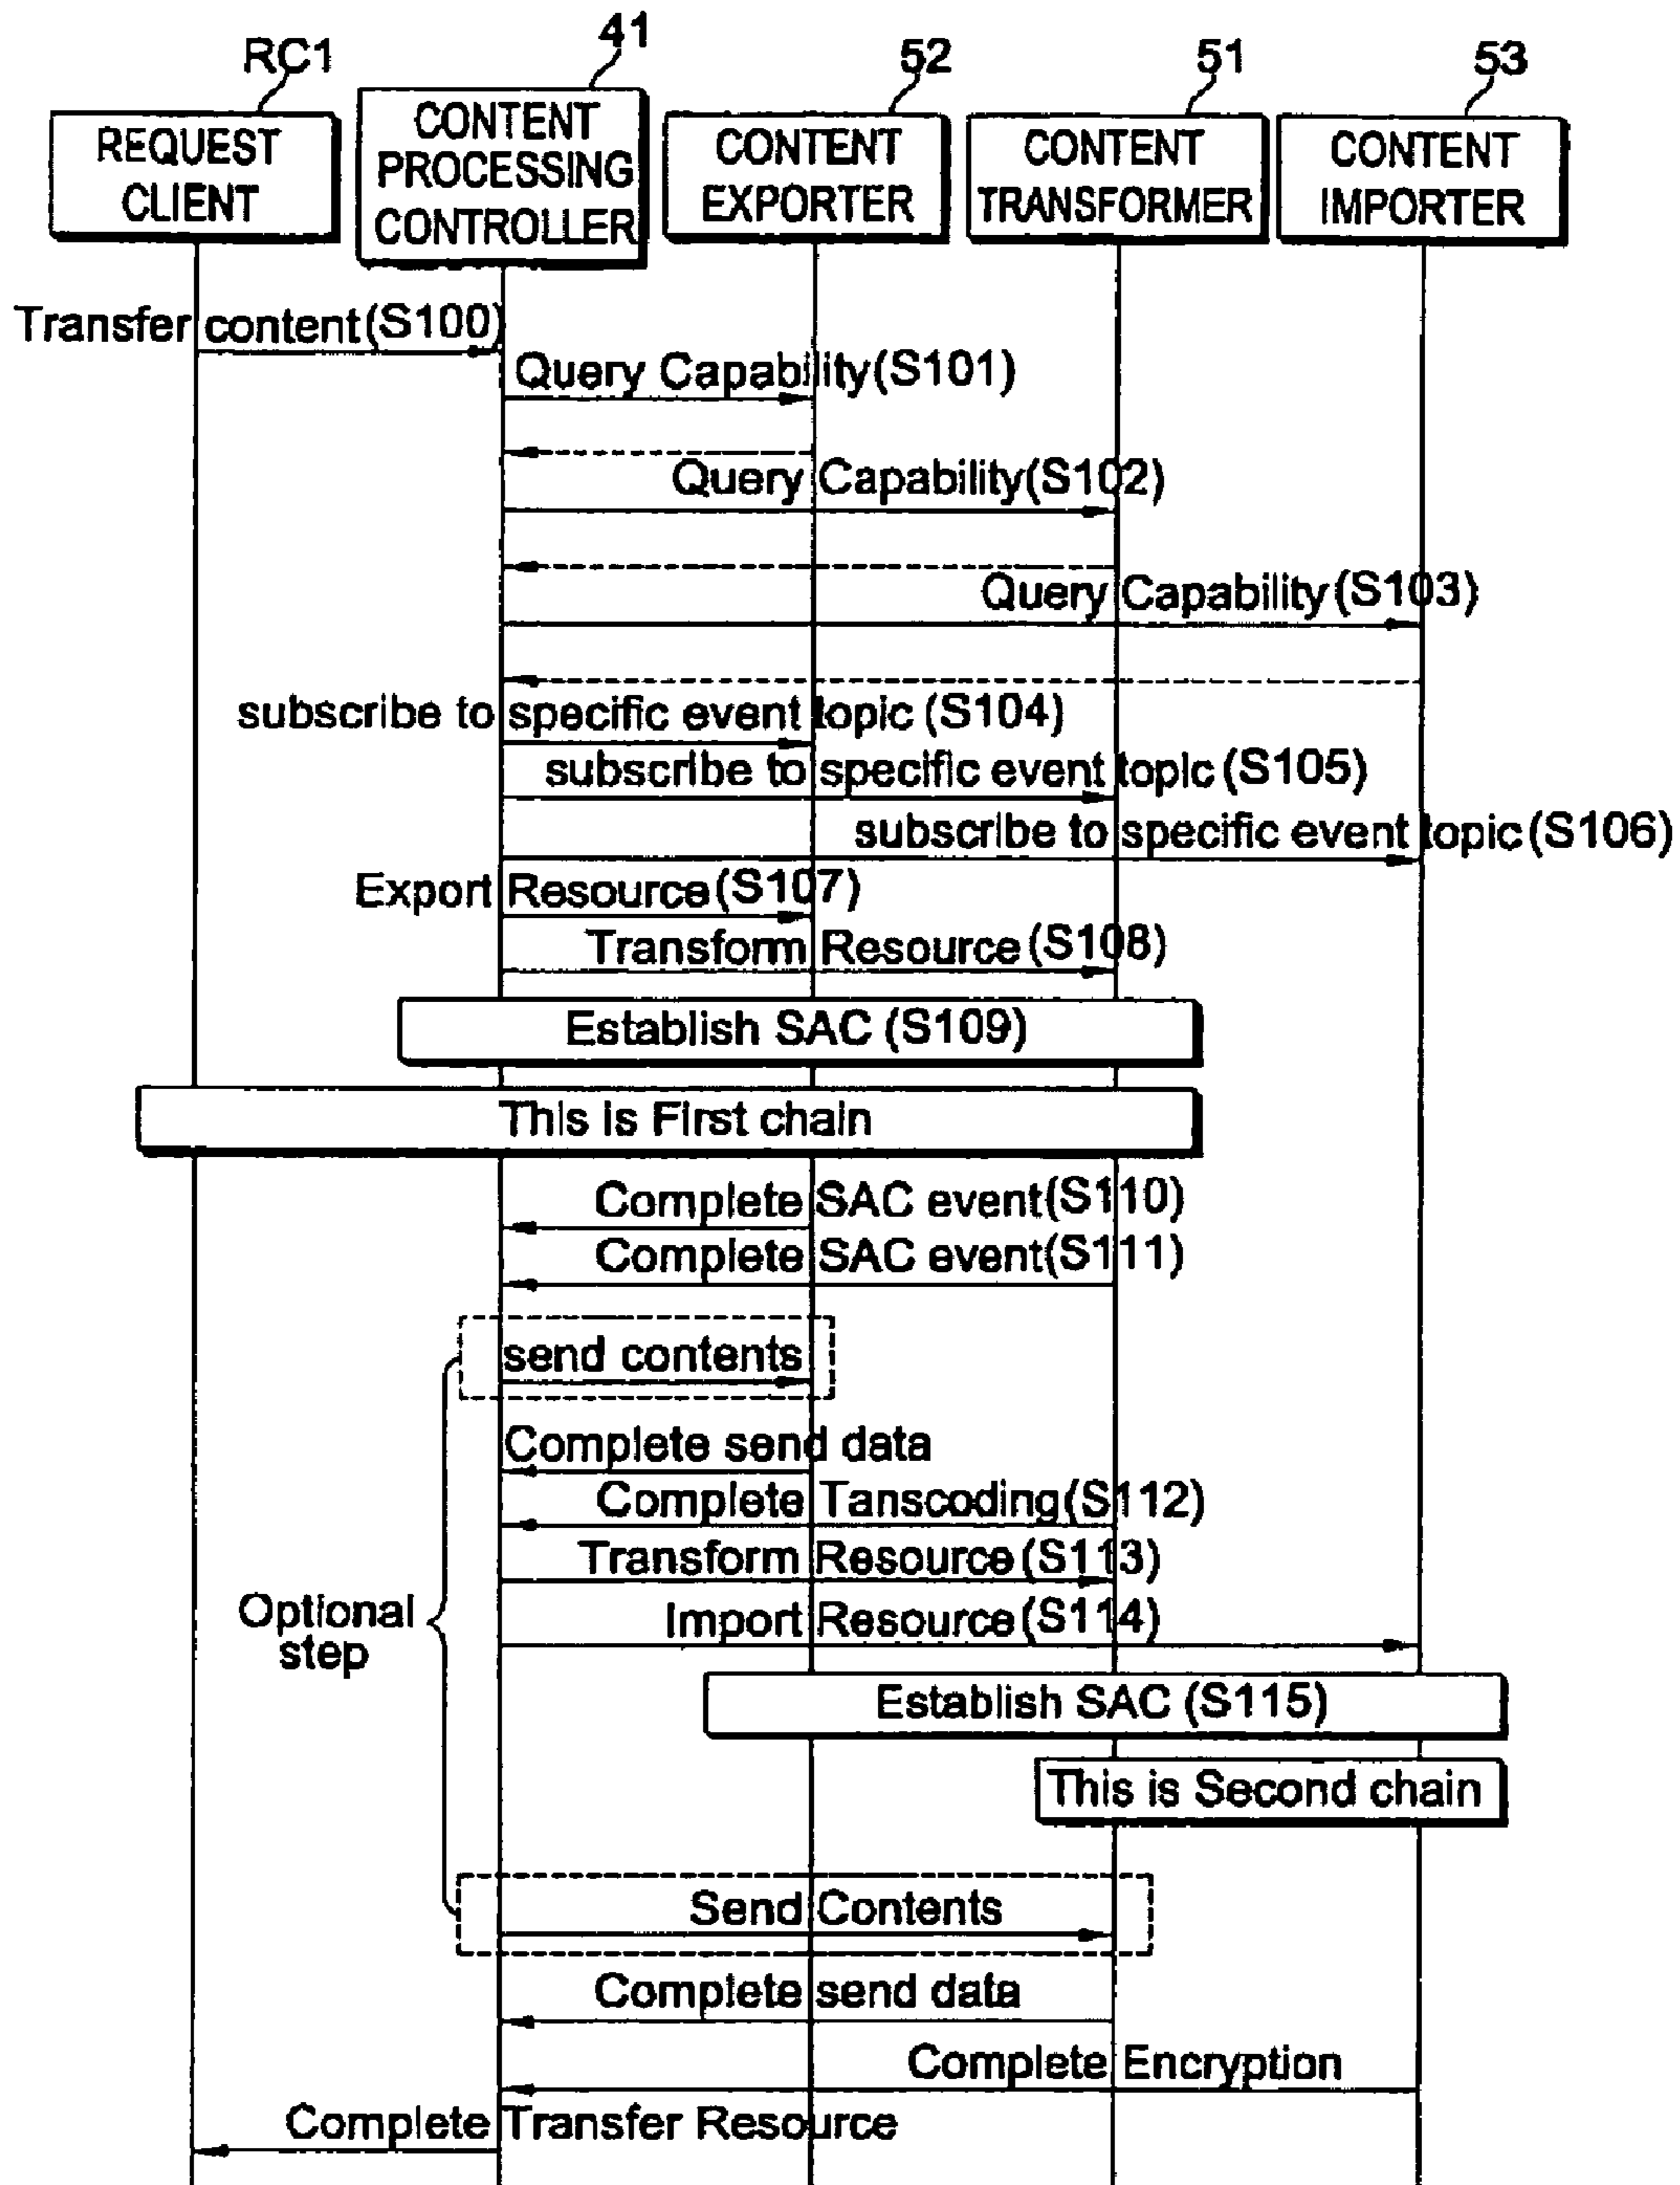 RC1
41
52
51
53
REQUEST
CLIENT
CONTENT
PROCESSING
CONTROLLER
CONTENT
EXPORTER
CONTENT
TRANSFORMER
CONTENT
IMPORTER
Transfer content(S100)
Query Capability(S101)
Query Capability(S102)
Query Capability(S103)
subscribe to specific event topic (S104)
subscribe to specific event topic(S105)
subscribe to specific event topic(S106)
Export Resource(S107)
Transform Resource(S108)
Establish SAC (S109)
This is First chain
Complete SAC event(S110)
Complete SAC event(S111)
send contents
Complete send data
Complete Tanscoding(S112)
Transform Resource(S113)
Optional
step
Import Resource(S114)
Establish SAC (S115)
This is Second chain
Send Contents
Complete send data
Complete Encryption
Complete Transfer Resource